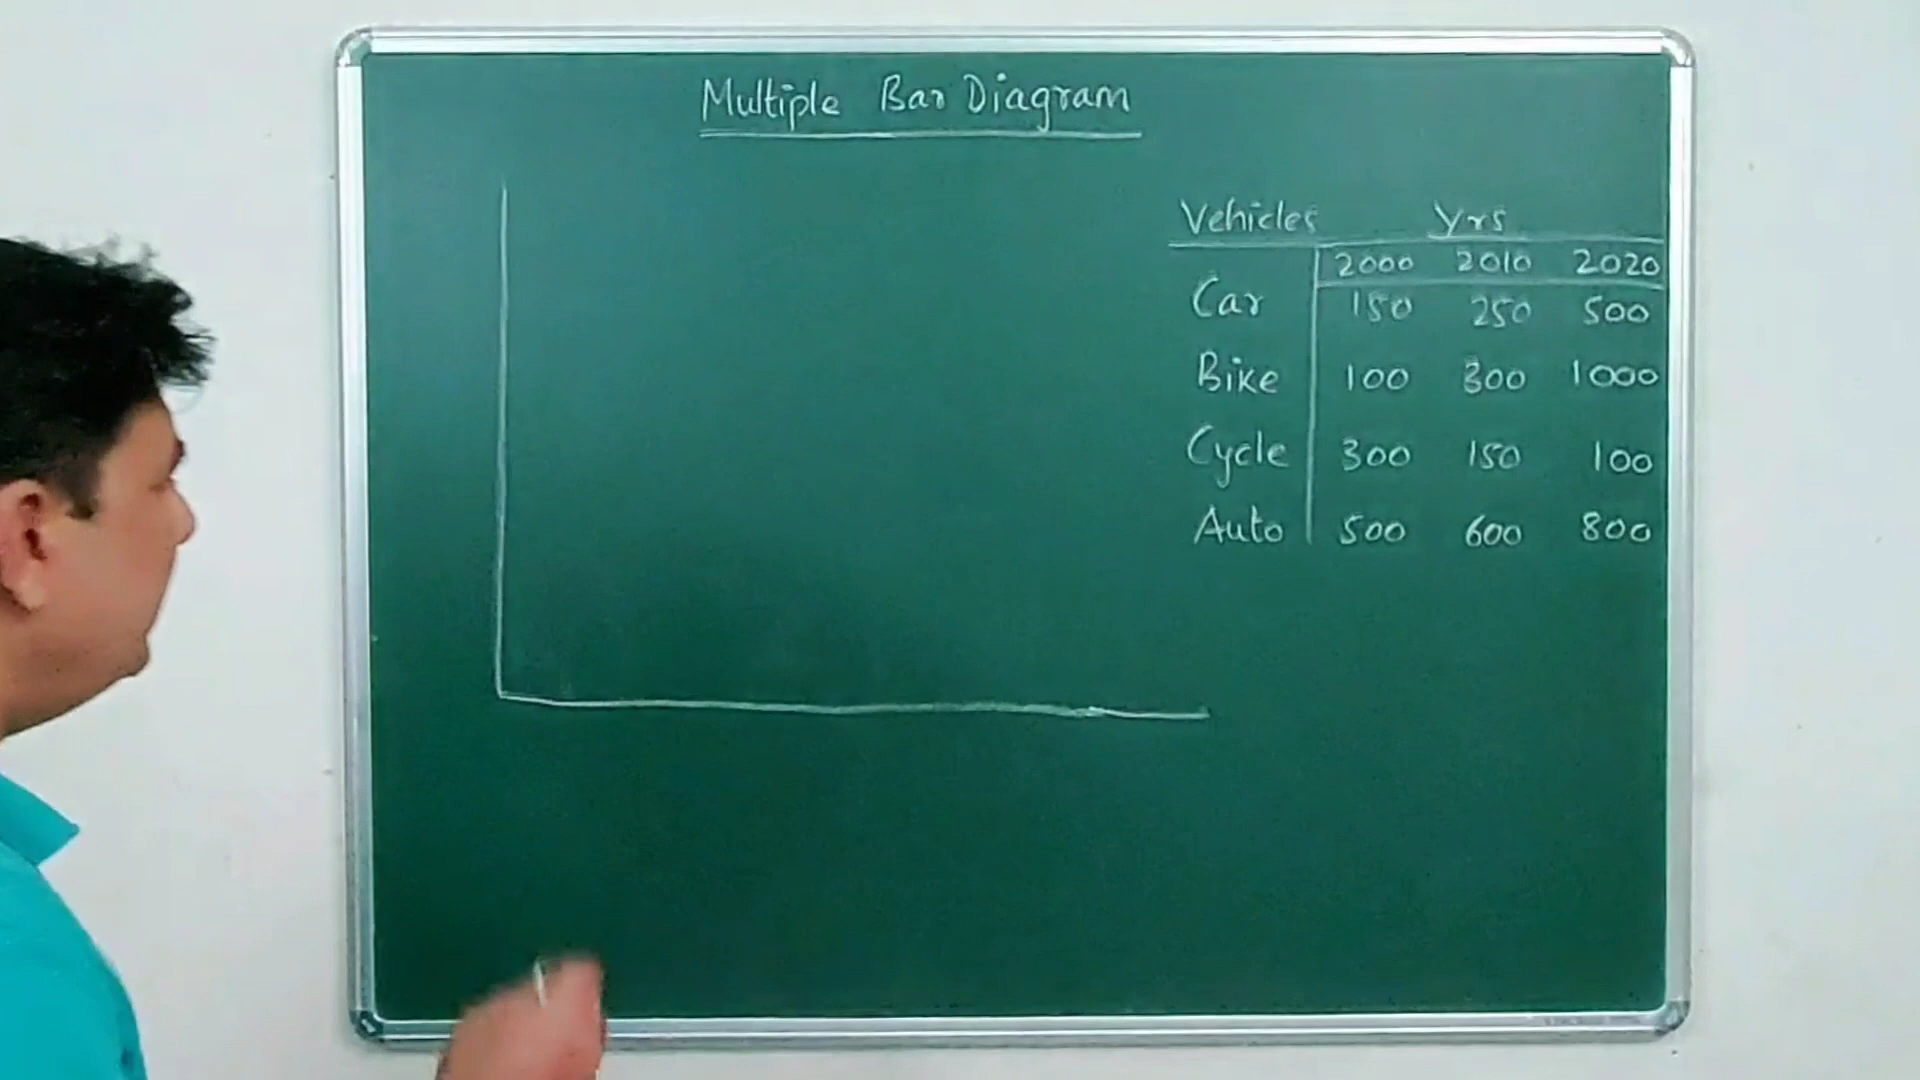 Multiple Bar Diagram
Vehicles Yrs
2000 2010 2020
Car 150 250 500
Bike 100 300 1000
Cycle 300 150 100
Auto 500 600 800